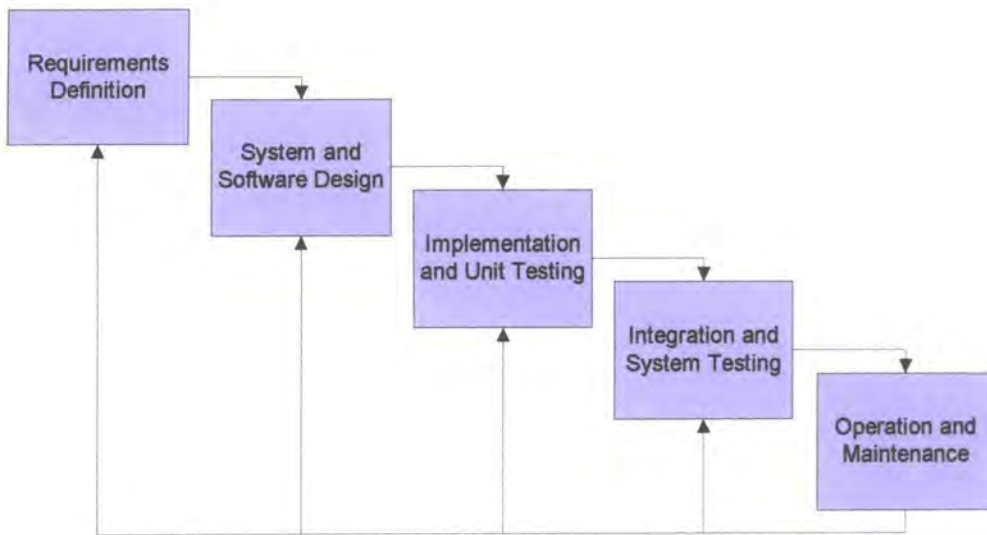 Requirements
Definition
System and
Software Design
Implementation
and Unit Testing
Integration and
System Testing
Operation and
Maintenance